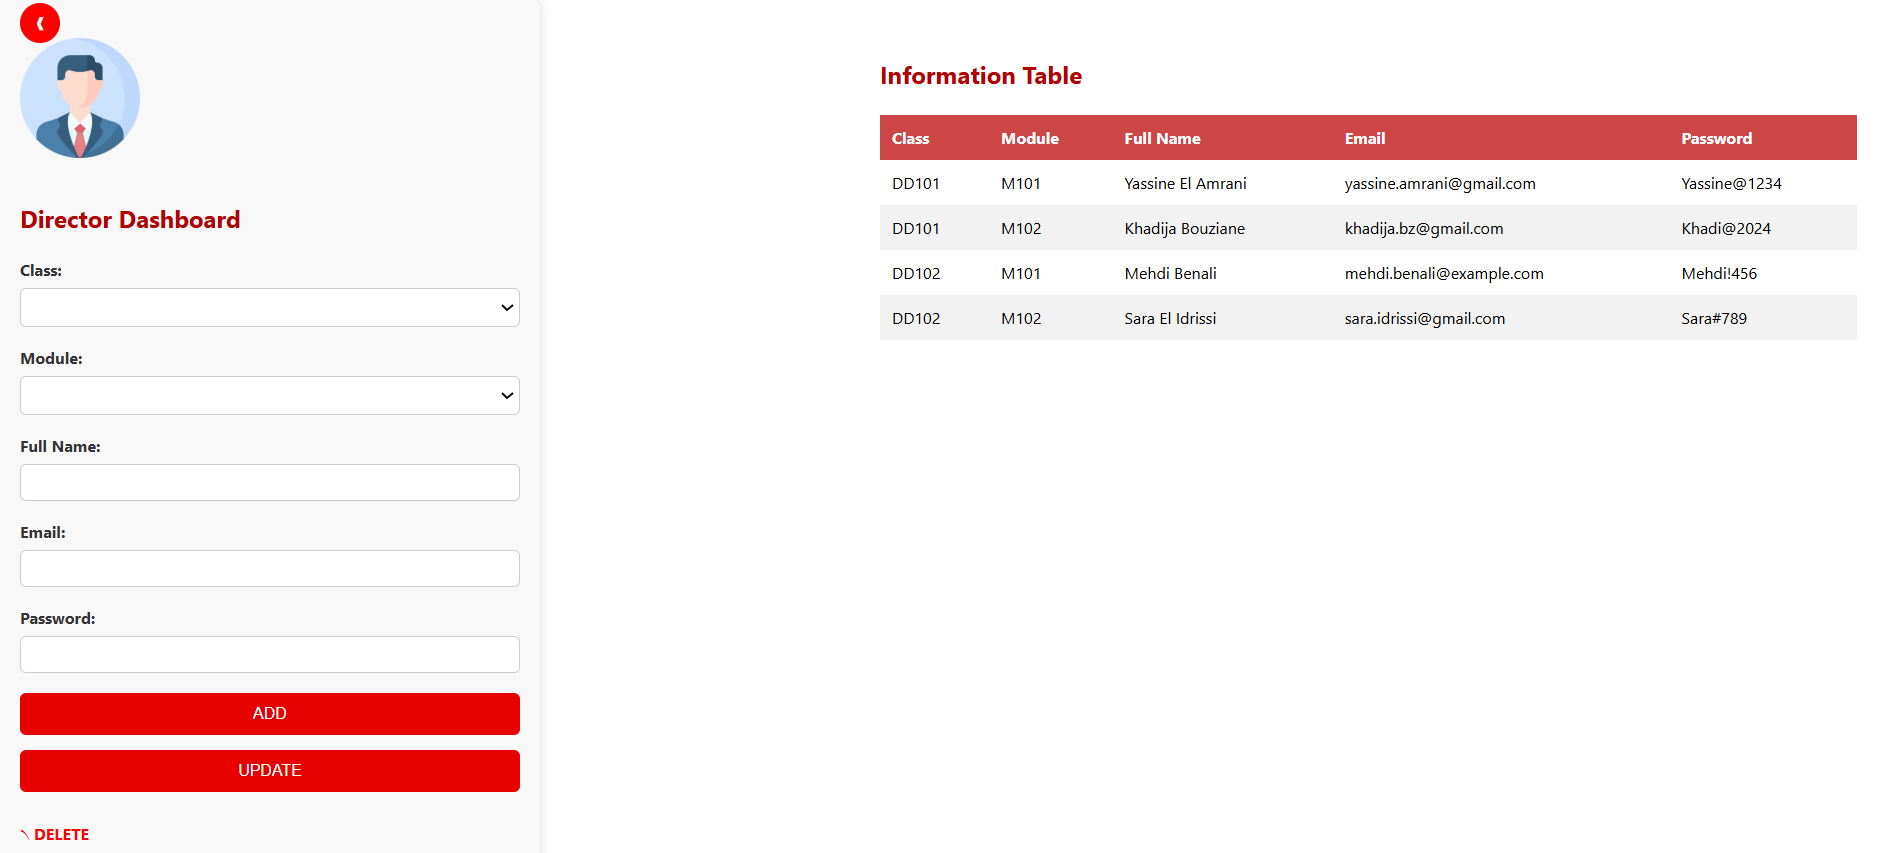 Director Dashboard
Class:
Module:
Full Name:
Email:
Password:
ADD
UPDATE
DELETE
Information Table
Class Module Full Name Email Password
DD101 M101 Yassine El Amrani yassine.amrani@gmail.com Yassine@1234
DD101 M102 Khadija Bouziane khadija.bz@gmail.com Khadi@2024
DD102 M101 Mehdi Benali mehdi.benali@example.com Mehdi!456
DD102 M102 Sara El Idrissi sara.idrissi@gmail.com Sara#789